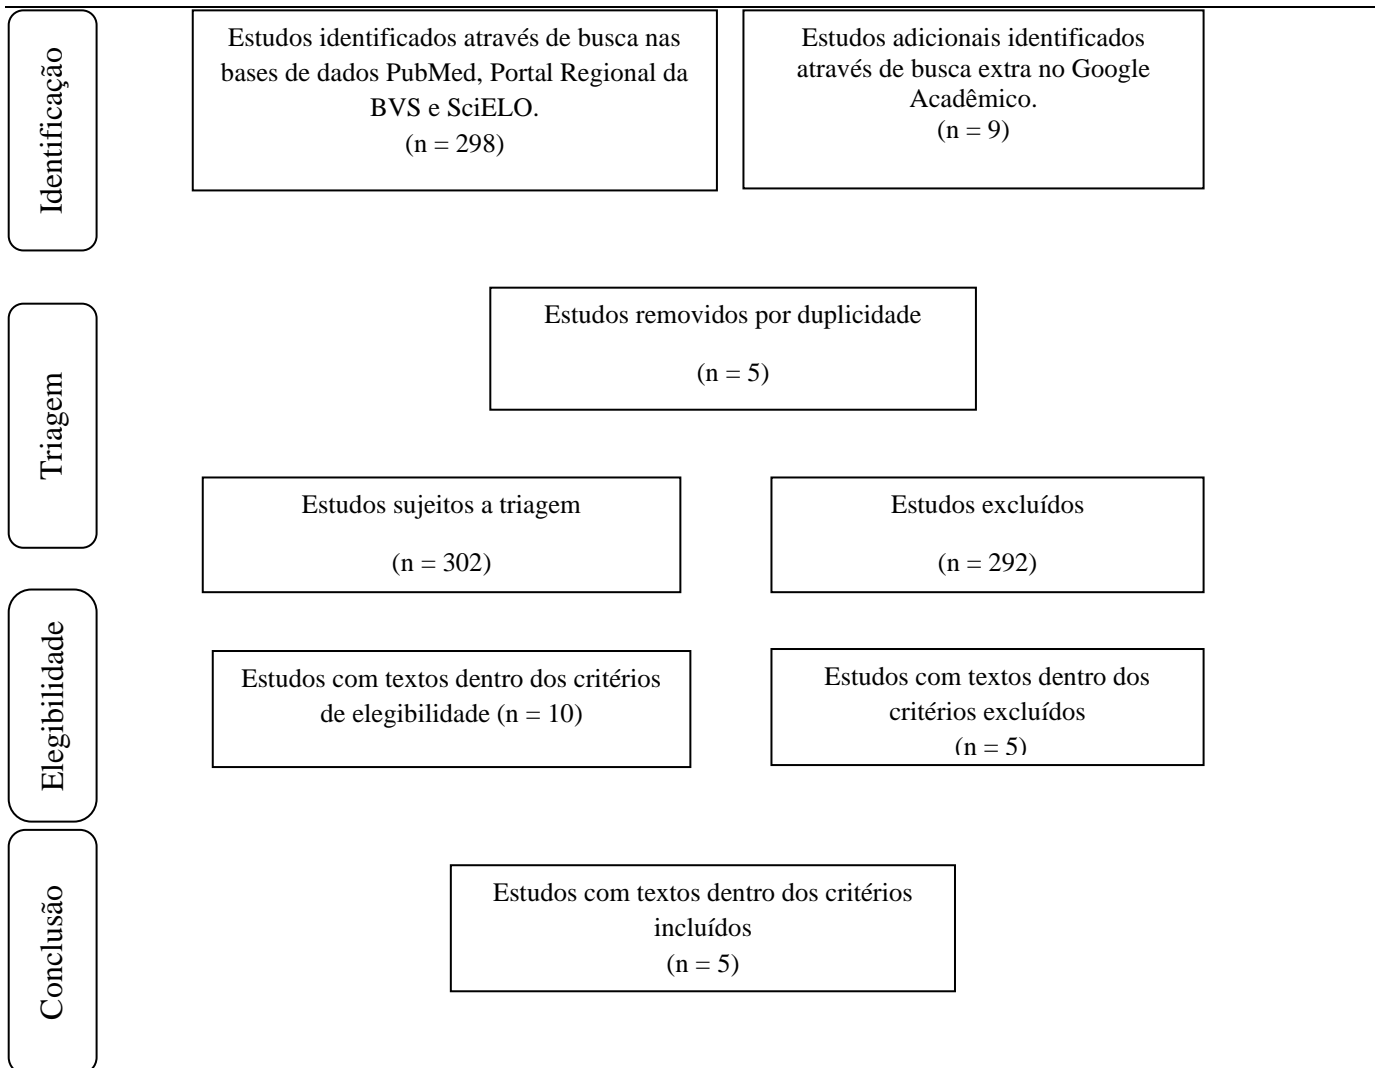 Identificação
Estudos identificados através de busca nas
bases de dados PubMed, Portal Regional da
BVS e SciELO.
(n = 298)
Estudos adicionais identificados
através de busca extra no Google
Acadêmico.
(n = 9)
Triagem
Estudos removidos por duplicidade
(n = 5)
Estudos sujeitos a triagem
(n = 302)
Estudos excluídos
(n = 292)
Elegibilidade
Estudos com textos dentro dos critérios
de elegibilidade (n = 10)
Estudos com textos dentro dos
critérios excluídos
(n = 5)
Conclusão
Estudos com textos dentro dos critérios
incluídos
(n = 5)